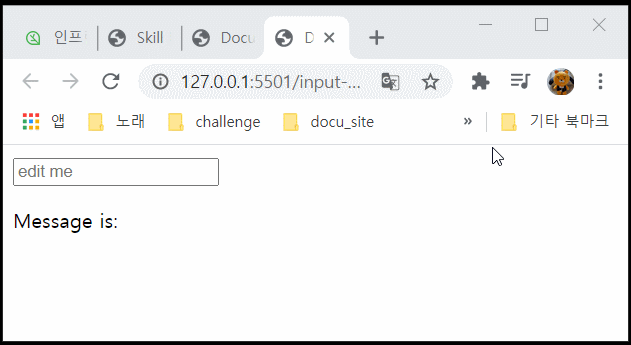 인프 Skill Docu D
127.0.0.1:5501/input-...
앱 노래 challenge docu_site » 기타 북마크
edit me
Message is: